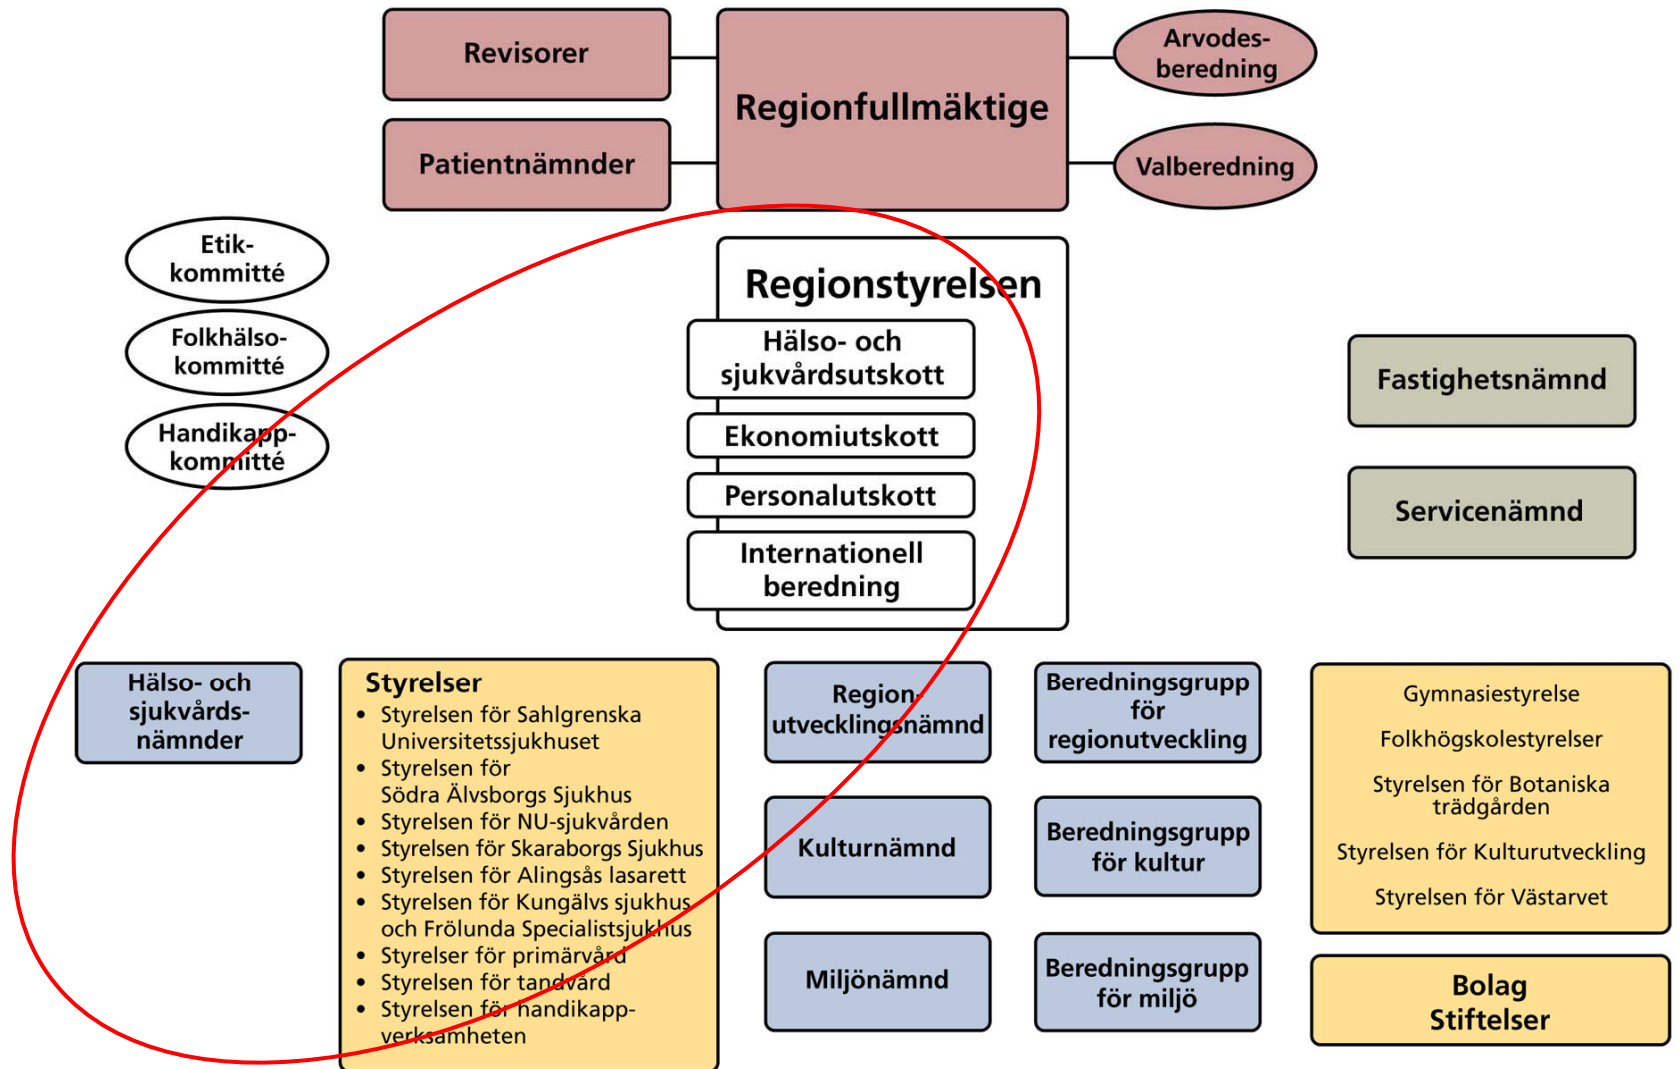 Revisorer
Patientnämnder
Regionfullmäktige
Arvodes-
beredning
Valberedning
Etik-
kommitté
Folkhälso-
kommitté
Handikapp-
kommitté
Regionstyrelsen
Hälso- och
sjukvårdsutskott
Ekonomiutskott
Personalutskott
Internationell
beredning
Fastighetsnämnd
Servicenämnd
Hälso- och
sjukvårds-
nämnder
Styrelser
• Styrelsen för Sahlgrenska
Universitetssjukhuset
• Styrelsen för
Södra Älvsborgs Sjukhus
• Styrelsen för NU-sjukvården
• Styrelsen för Skaraborgs Sjukhus
• Styrelsen för Alingsås lasarett
• Styrelsen för Kungälvs sjukhus
och Frölunda Specialistsjukhus
• Styrelser för primärvård
• Styrelsen för tandvård
• Styrelsen för handikapp-
verksamheten
Region-
utvecklingsnämnd
Kulturnämnd
Miljönämnd
Beredningsgrupp
för
regionutveckling
Beredningsgrupp
för kultur
Beredningsgrupp
för miljö
Gymnasiestyrelse
Folkhögskolestyrelser
Styrelsen för Botaniska
trädgården
Styrelsen för Kulturutveckling
Styrelsen för Västarvet
Bolag
Stiftelser